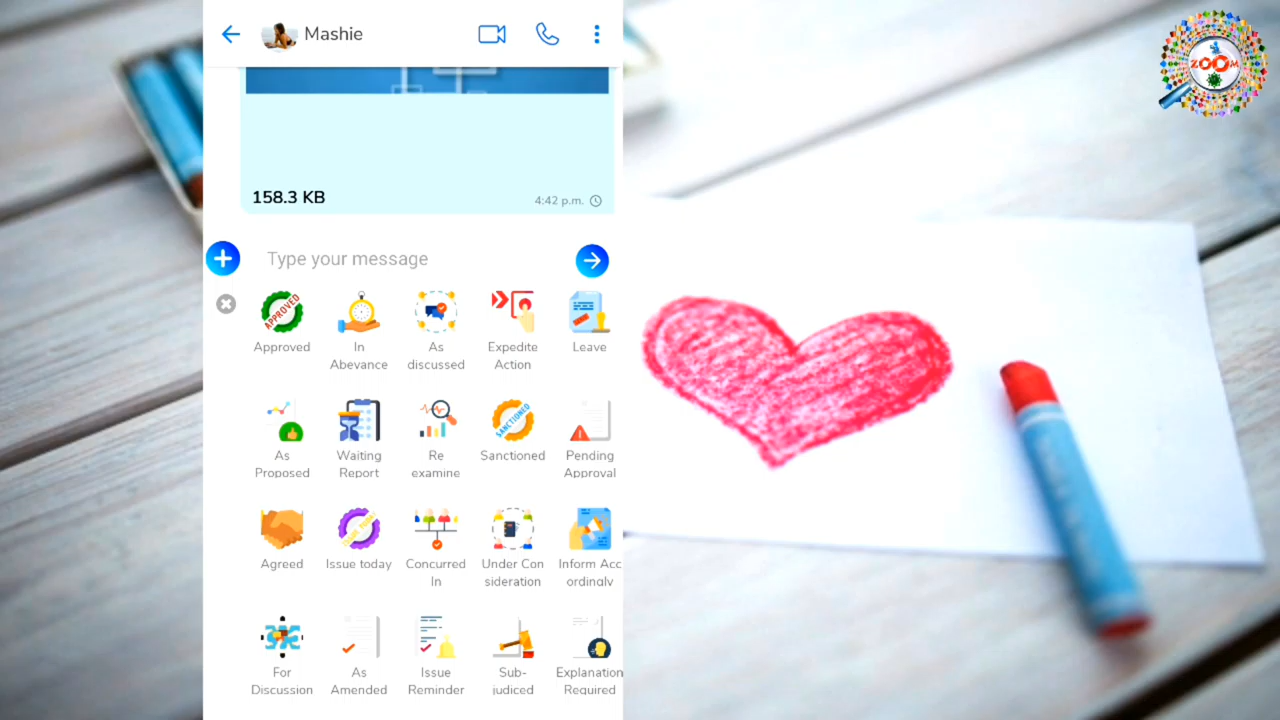 Mashie
ZOOM
158.3 KB
4:42 p.m.
Type your message
APPROVED
Approved
In
Abevance
As
discussed
Expedite
Action
Leave
As
Proposed
Waiting
Report
Re
examine
SANCTIONED
Sanctioned
Pending
Approval
Agreed
Issue today
Concurred
In
Under Con
sideration
Inform Acc
ordingly
For
Discussion
As
Amended
Issue
Reminder
Sub-
judiced
Explanation
Required